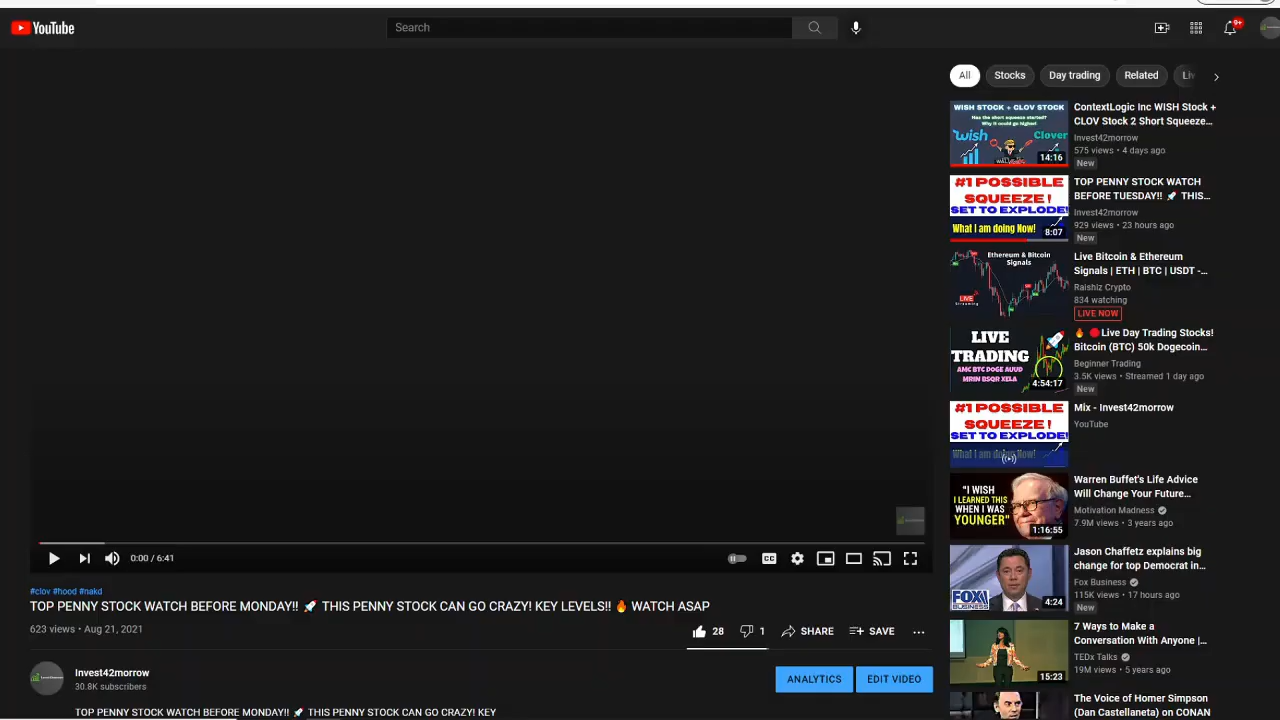 YouTube
Search
9+
All
Stocks
Day trading
Related
WISH STOCK + CLOV STOCK
Has the short squeeze started?
Why it could go higher!
wish
Clover
14:16
ContextLogic Inc WISH Stock +
CLOV Stock 2 Short Squeeze...
Invest42morrow
575 views • 4 days ago
New
#1 POSSIBLE
SQUEEZE !
SET TO EXPLODE!
What I am doing Now!
8:07
TOP PENNY STOCK WATCH
BEFORE TUESDAY!! 🚀 THIS...
Invest42morrow
929 views • 23 hours ago
New
Ethereum & Bitcoin
Signals
LIVE
Streaming
Live Bitcoin & Ethereum
Signals | ETH | BTC | USDT -...
Raishiz Crypto
834 watching
LIVE NOW
LIVE
TRADING
AMC BTC DOGE AUUD
MRIN BSQR XELA
4:54:17
🔥 🔴Live Day Trading Stocks!
Bitcoin (BTC) 50k Dogecoin...
Beginner Trading
3.5K views • Streamed 1 day ago
New
#1 POSSIBLE
SQUEEZE !
SET TO EXPLODE!
What I am doing Now!
Mix - Invest42morrow
YouTube
"I WISH
I LEARNED THIS
WHEN I WAS
YOUNGER"
1:16:55
Warren Buffet's Life Advice
Will Change Your Future...
Motivation Madness
7.9M views • 3 years ago
FOX
BUSINESS
4:24
Jason Chaffetz explains big
change for top Democrat in...
Fox Business
115K views • 17 hours ago
New
15:23
7 Ways to Make a
Conversation With Anyone |...
TEDx Talks
19M views • 5 years ago
The Voice of Homer Simpson
(Dan Castellaneta) on CONAN
0:00 / 6:41
CC
#clov #hood #nakd
TOP PENNY STOCK WATCH BEFORE MONDAY!! 🚀 THIS PENNY STOCK CAN GO CRAZY! KEY LEVELS!! 🔥 WATCH ASAP
623 views • Aug 21, 2021
28
1
SHARE
SAVE
Invest42morrow
30.8K subscribers
ANALYTICS
EDIT VIDEO
TOP PENNY STOCK WATCH BEFORE MONDAY!! 🚀 THIS PENNY STOCK CAN GO CRAZY! KEY